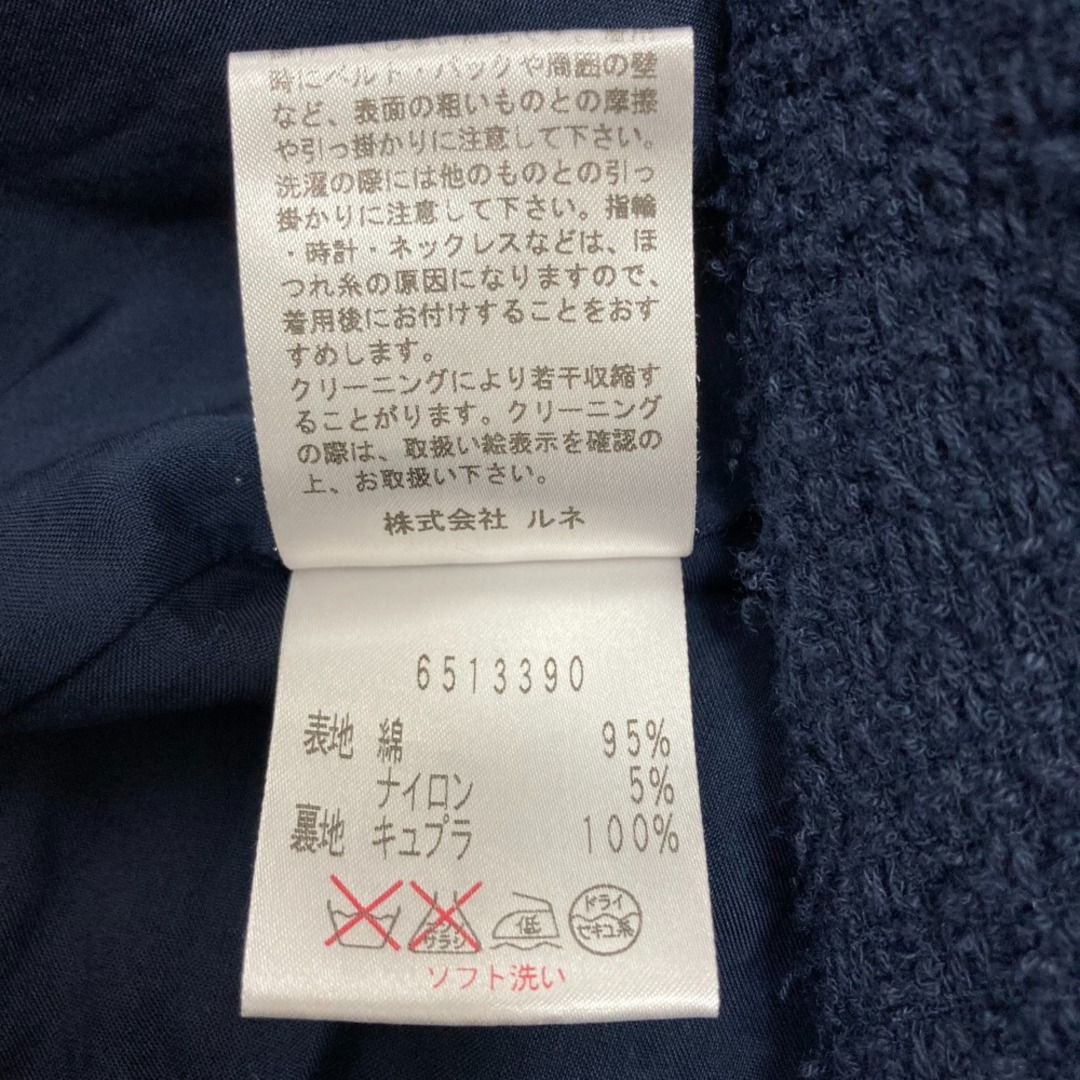 時にベルト・バックや周囲の壁
など、表面の粗いものとの摩擦
や引っ掛かりに注意して下さい。
洗濯の際には他のものとの引っ
掛かりに注意して下さい。指輪
・時計・ネックレスなどは、ほ
つれ糸の原因になりますので、
着用後にお付けすることをおす
すめします。
クリーニングにより若干収縮す
ることがります。クリーニング
の際は、取扱い絵表示を確認の
上、お取扱い下さい。
株式会社 ルネ
6513390
表地 綿 95%
ナイロン 5%
裏地 キュプラ 100%
サラシ
低
ドライ
セキユ系
ソフト洗い